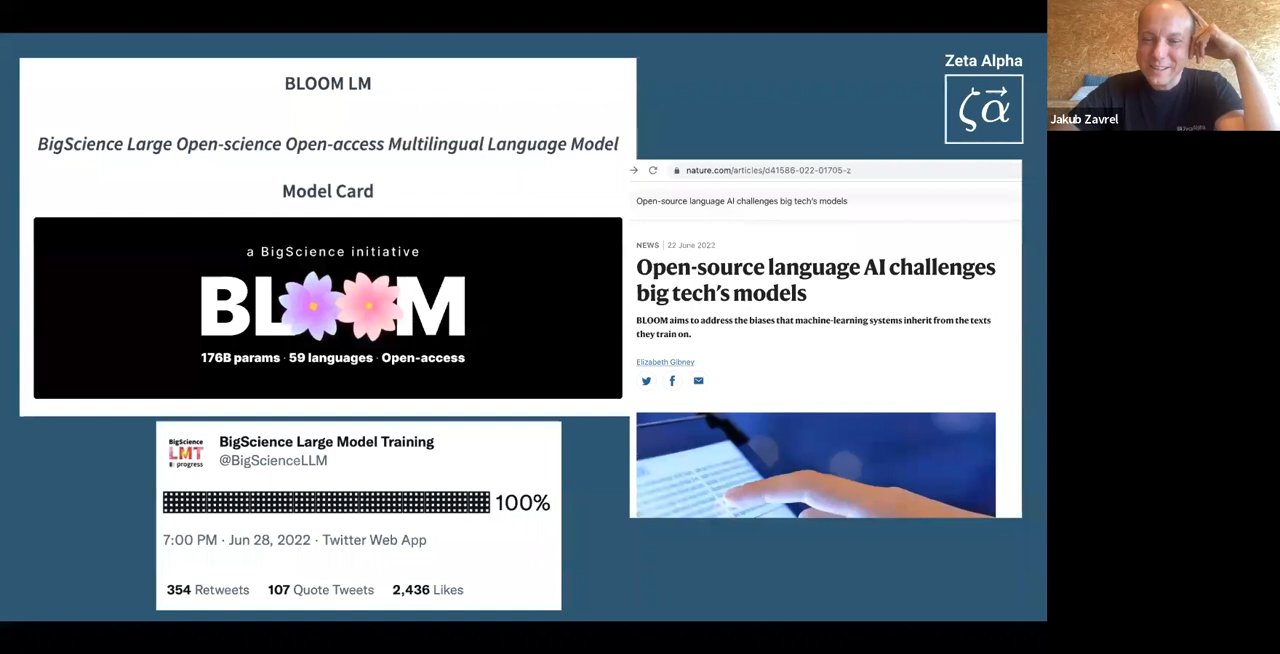 BLOOM LM
BigScience Large Open-science Open-access Multilingual Language Model
Model Card
a BigScience initiative
BLOOM
176B params · 59 languages · Open-access
BigScience Large Model Training
@BigScienceLLM
BigScience
LMT
progress
100%
7:00 PM · Jun 28, 2022 · Twitter Web App
354 Retweets 107 Quote Tweets 2,436 Likes
Zeta Alpha
ζα
nature.com/articles/d41586-022-01705-z
Open-source language AI challenges big tech's models
NEWS | 22 June 2022
Open-source language AI challenges
big tech’s models
BLOOM aims to address the biases that machine-learning systems inherit from the texts
they train on.
Elizabeth Gibney
Jakub Zavrel